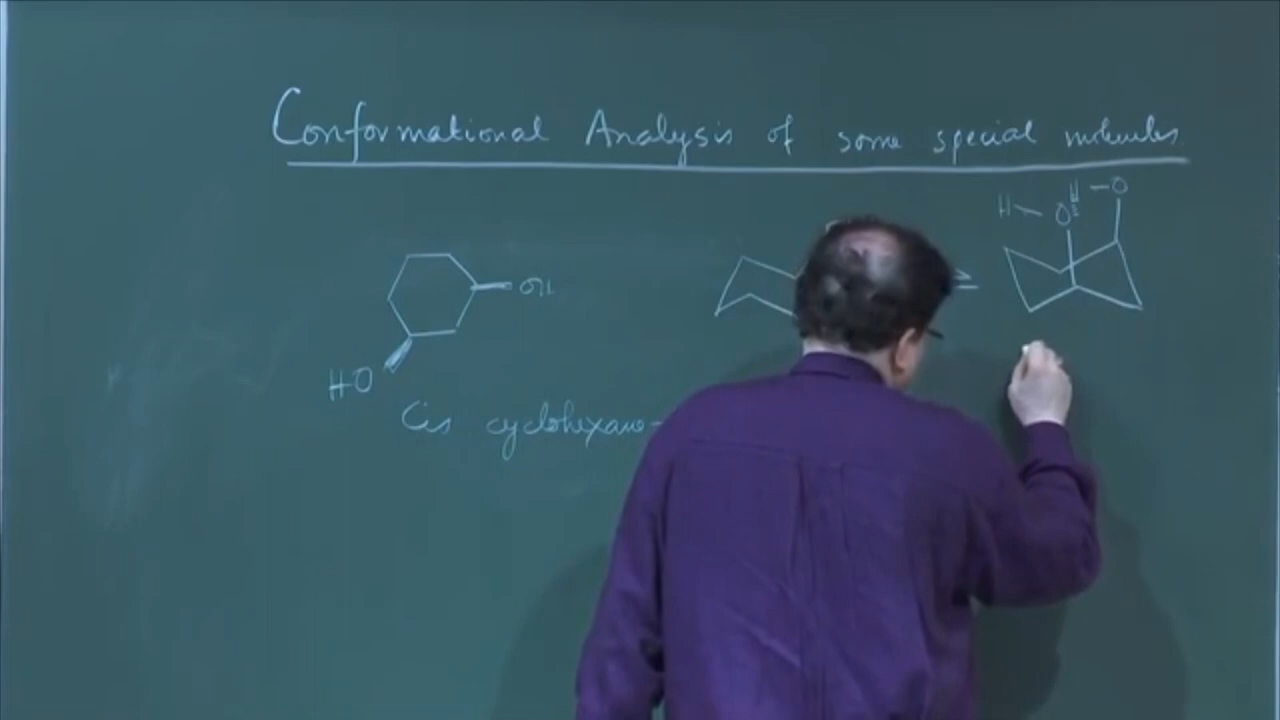 Conformational Analysis of some special molecules
H
H – O
O
OH
HO
Cis cyclohexane-